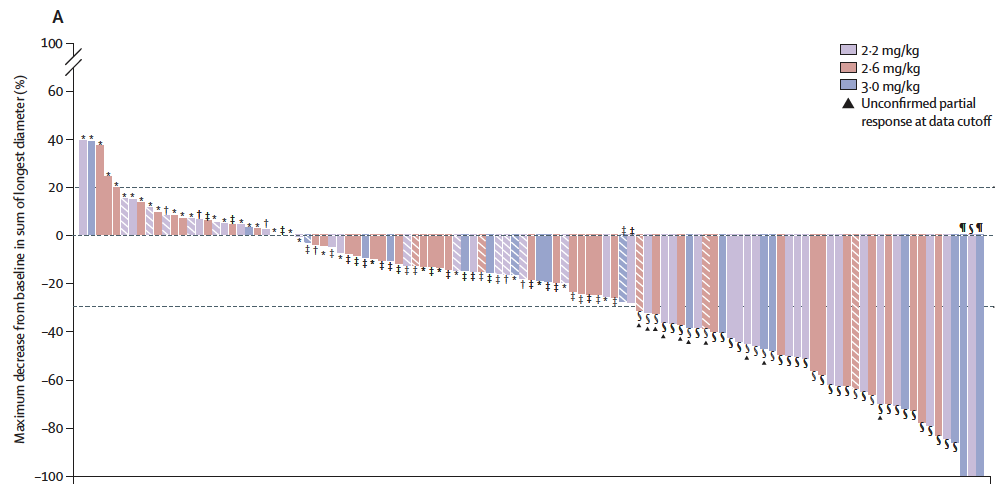 A
100
60
40
20
0
−20
−40
−60
−80
−100
Maximum decrease from baseline in sum of longest diameter (%)
2·2 mg/kg
2·6 mg/kg
3·0 mg/kg
▲ Unconfirmed partial
response at data cutoff
¶ § ¶